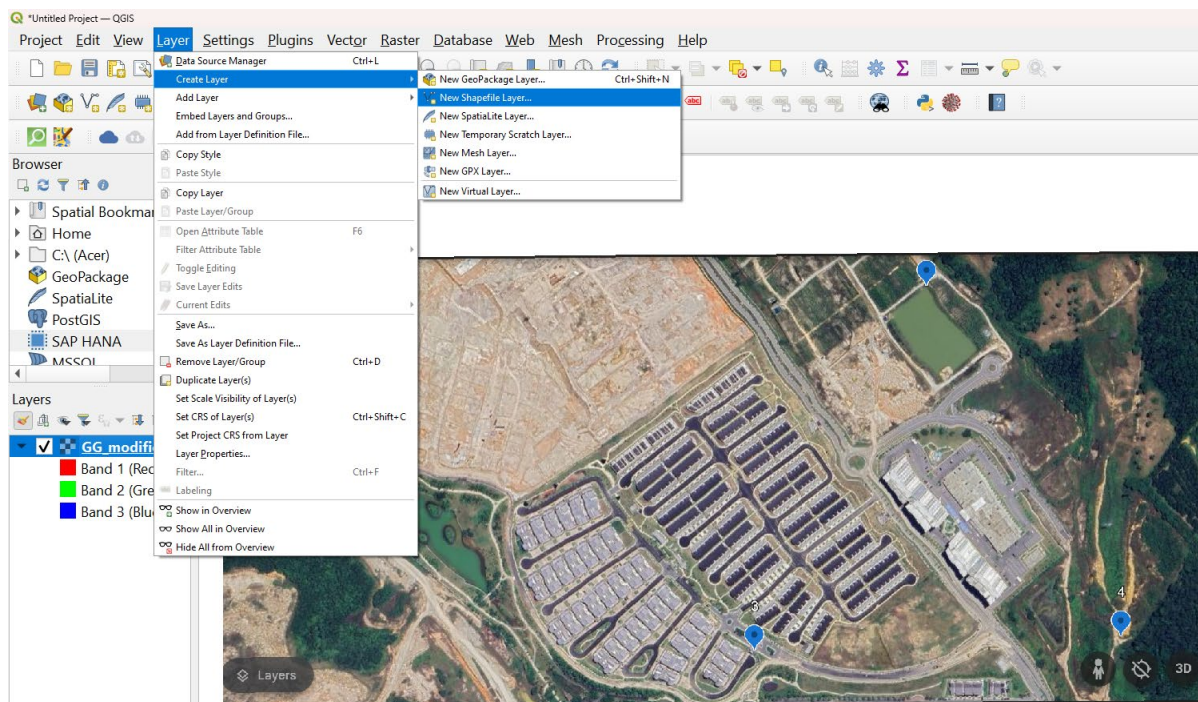 *Untitled Project — QGIS
Project Edit View Layer Settings Plugins Vector Raster Database Web Mesh Processing Help
Data Source Manager Ctrl+L
Create Layer
Add Layer
Embed Layers and Groups...
Add from Layer Definition File...
Copy Style
Paste Style
Copy Layer
Paste Layer/Group
Open Attribute Table F6
Filter Attribute Table
Toggle Editing
Save Layer Edits
Current Edits
Save As...
Save As Layer Definition File...
Remove Layer/Group Ctrl+D
Duplicate Layer(s)
Set Scale Visibility of Layer(s)
Set CRS of Layer(s) Ctrl+Shift+C
Set Project CRS from Layer
Layer Properties...
Filter... Ctrl+F
Labeling
Show in Overview
Show All in Overview
Hide All from Overview
New GeoPackage Layer... Ctrl+Shift+N
New Shapefile Layer...
New SpatiaLite Layer...
New Temporary Scratch Layer...
New Mesh Layer...
New GPX Layer...
New Virtual Layer...
abc
Browser
Spatial Bookma
Home
C:\ (Acer)
GeoPackage
SpatiaLite
PostGIS
SAP HANA
MSSQL
Layers
GG_modifi
Band 1 (Rec
Band 2 (Gre
Band 3 (Blu
3
4
Layers
3D